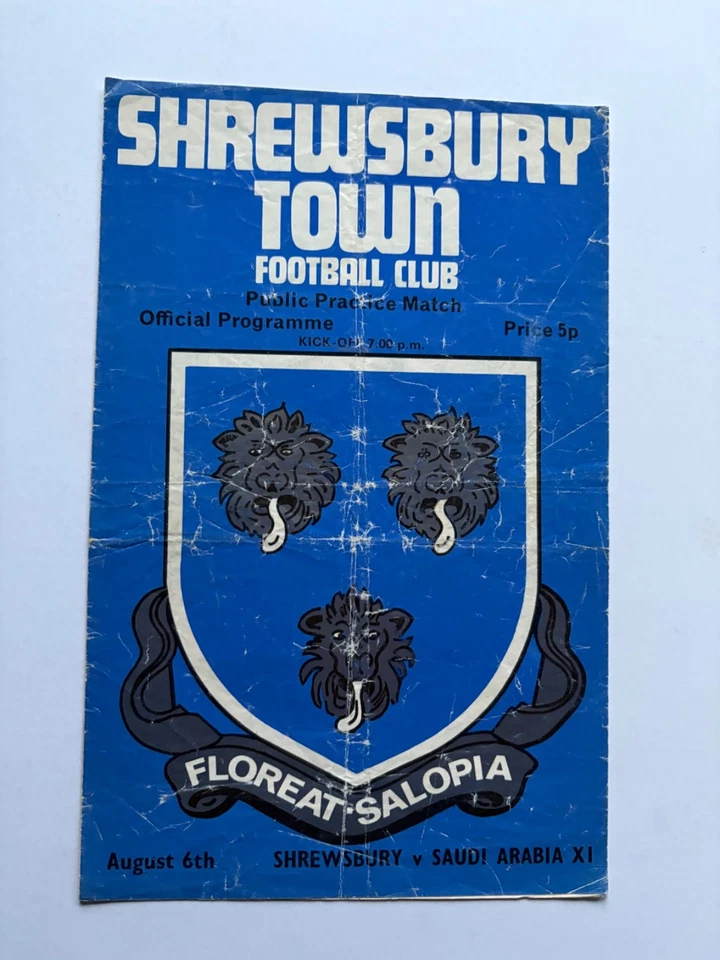 SHREWSBURY
TOWN
FOOTBALL CLUB
Public Practice Match
Official Programme
Price 5p
KICK-OFF 7.00 p.m.
FLOREAT·SALOPIA
August 6th SHREWSBURY v SAUDI ARABIA XI